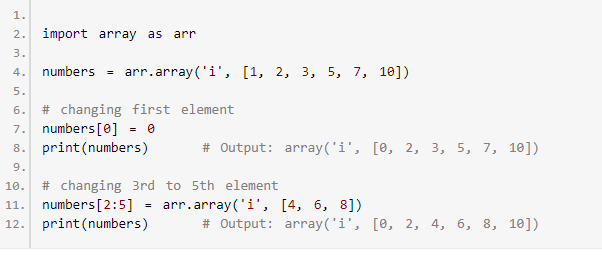 1.
2. import array as arr
3.
4. numbers = arr.array('i', [1, 2, 3, 5, 7, 10])
5.
6. # changing first element
7. numbers[0] = 0
8. print(numbers)      # Output: array('i', [0, 2, 3, 5, 7, 10])
9.
10. # changing 3rd to 5th element
11. numbers[2:5] = arr.array('i', [4, 6, 8])
12. print(numbers)      # Output: array('i', [0, 2, 4, 6, 8, 10])